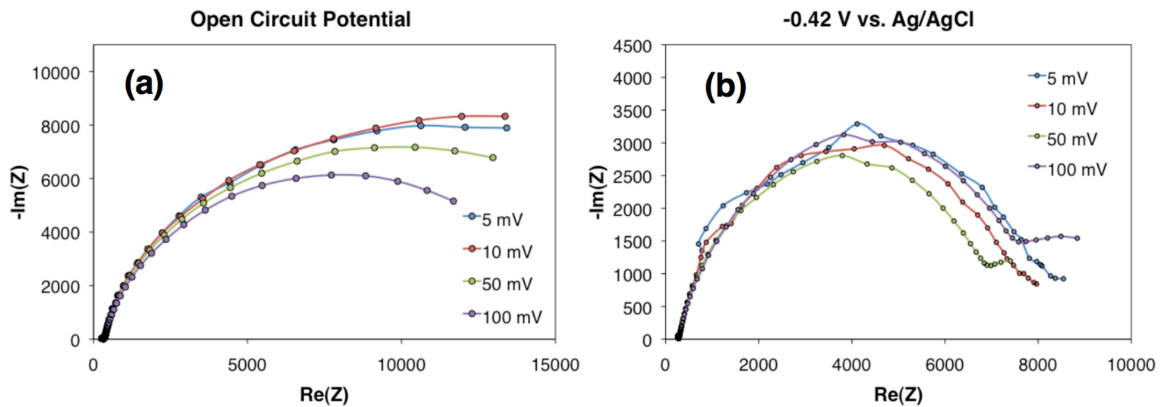 Open Circuit Potential
(a)
10000
8000
6000
4000
2000
0
-Im(Z)
0 5000 10000 15000
Re(Z)
5 mV
10 mV
50 mV
100 mV
-0.42 V vs. Ag/AgCl
(b)
4500
4000
3500
3000
2500
2000
1500
1000
500
0
-Im(Z)
0 2000 4000 6000 8000 10000
Re(Z)
5 mV
10 mV
50 mV
100 mV